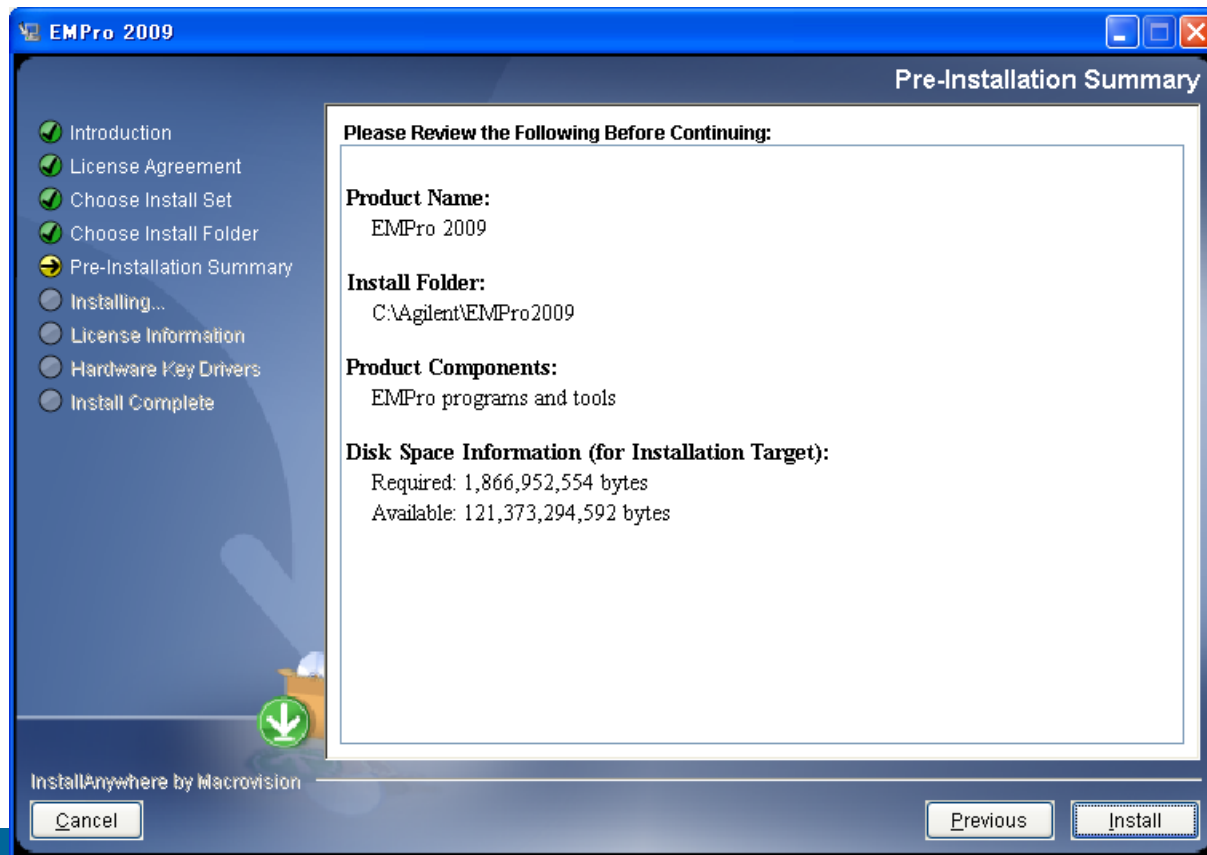 EMPro 2009
Pre-Installation Summary
Introduction
License Agreement
Choose Install Set
Choose Install Folder
Pre-Installation Summary
Installing...
License Information
Hardware Key Drivers
Install Complete
Please Review the Following Before Continuing:
Product Name:
EMPro 2009
Install Folder:
C:\Agilent\EMPro2009
Product Components:
EMPro programs and tools
Disk Space Information (for Installation Target):
Required: 1,866,952,554 bytes
Available: 121,373,294,592 bytes
InstallAnywhere by Macrovision
Cancel
Previous
Install